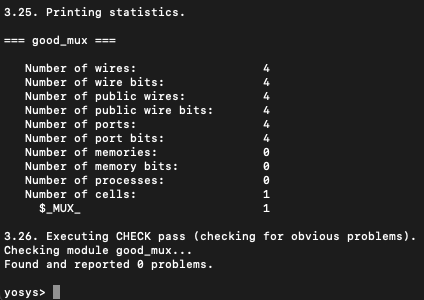 3.25. Printing statistics.
=== good_mux ===
Number of wires: 4
Number of wire bits: 4
Number of public wires: 4
Number of public wire bits: 4
Number of ports: 4
Number of port bits: 4
Number of memories: 0
Number of memory bits: 0
Number of processes: 0
Number of cells: 1
$_MUX_ 1
3.26. Executing CHECK pass (checking for obvious problems).
Checking module good_mux...
Found and reported 0 problems.
yosys>